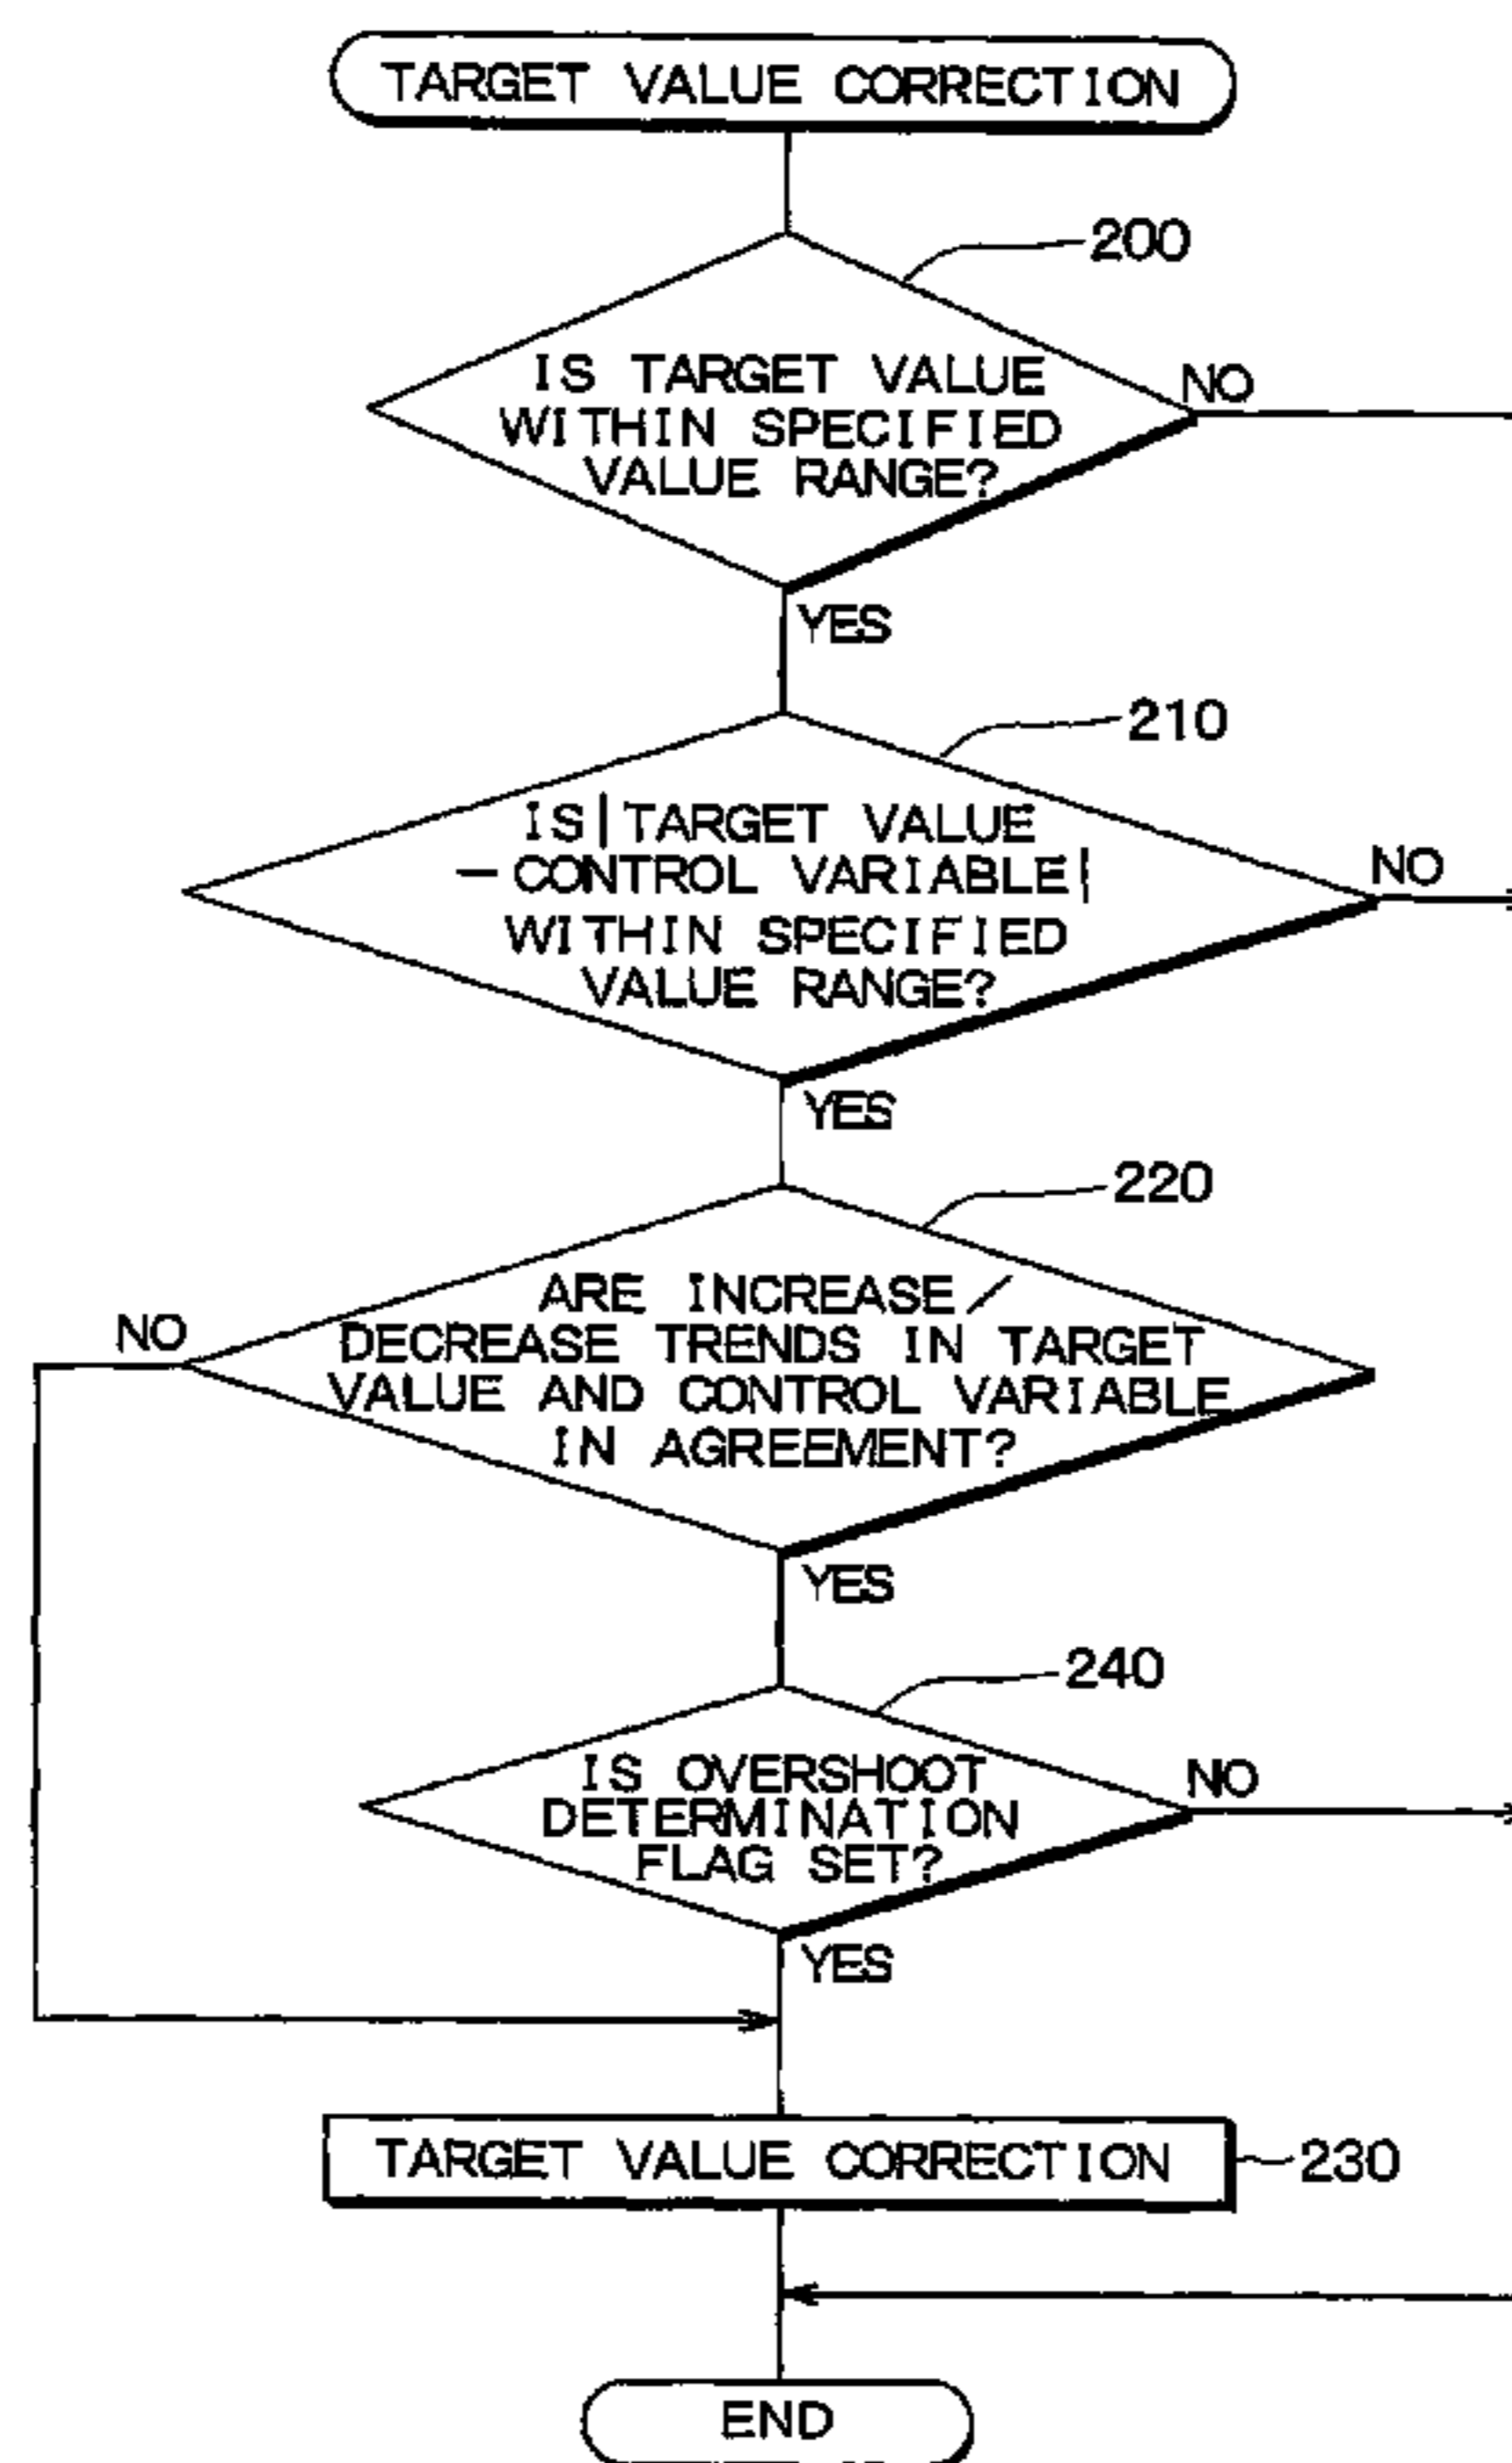 TARGET VALUE CORRECTION
200
IS TARGET VALUE
WITHIN SPECIFIED
VALUE RANGE?
NO
YES
210
IS|TARGET VALUE
-CONTROL VARIABLE|
WITHIN SPECIFIED
VALUE RANGE?
NO
YES
220
ARE INCREASE/
DECREASE TRENDS IN TARGET
VALUE AND CONTROL VARIABLE
IN AGREEMENT?
NO
YES
240
IS OVERSHOOT
DETERMINATION
FLAG SET?
NO
YES
TARGET VALUE CORRECTION
230
END